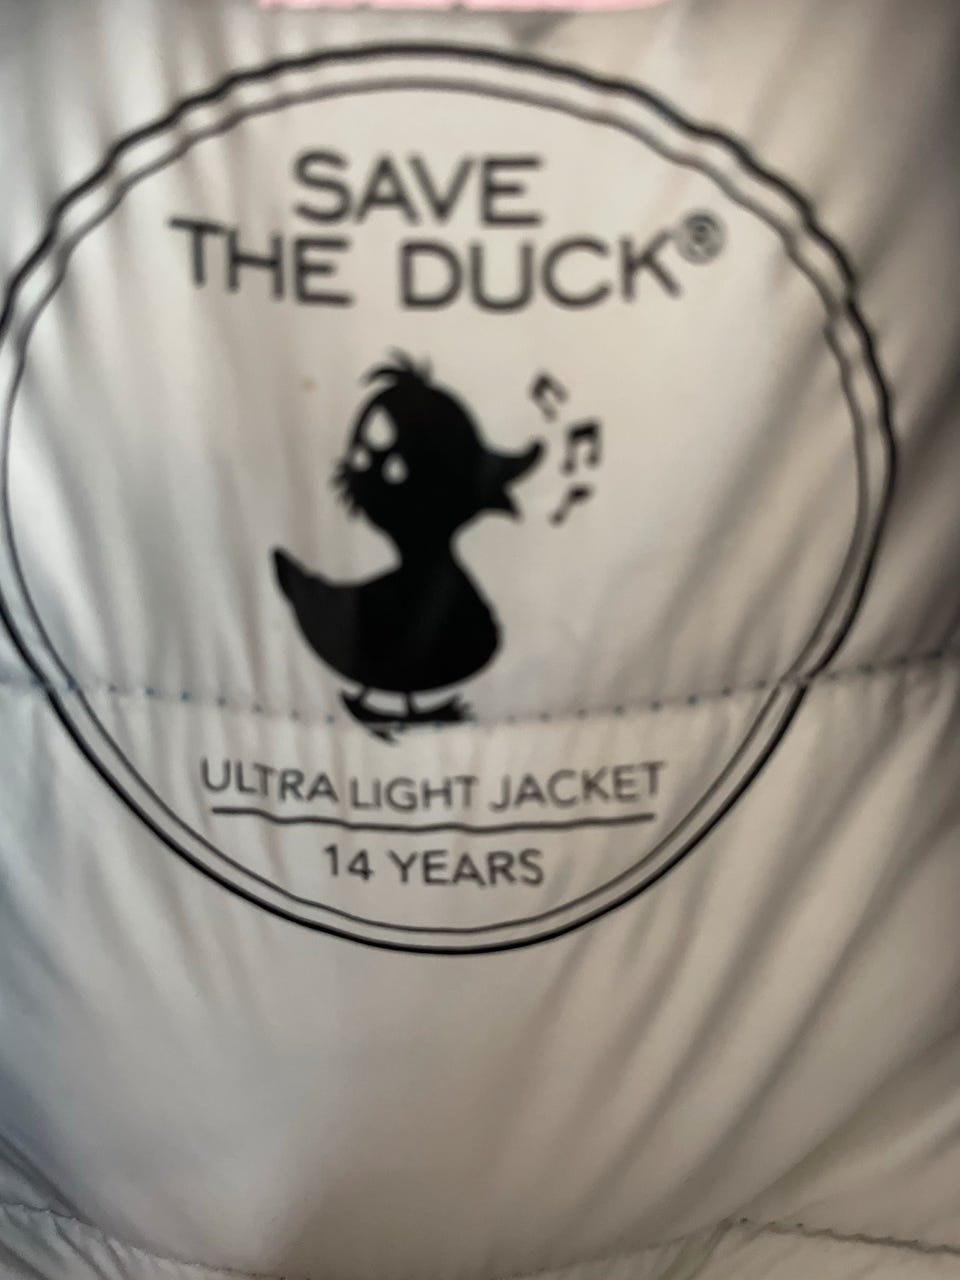 SAVE
THE DUCK®
ULTRA LIGHT JACKET
14 YEARS